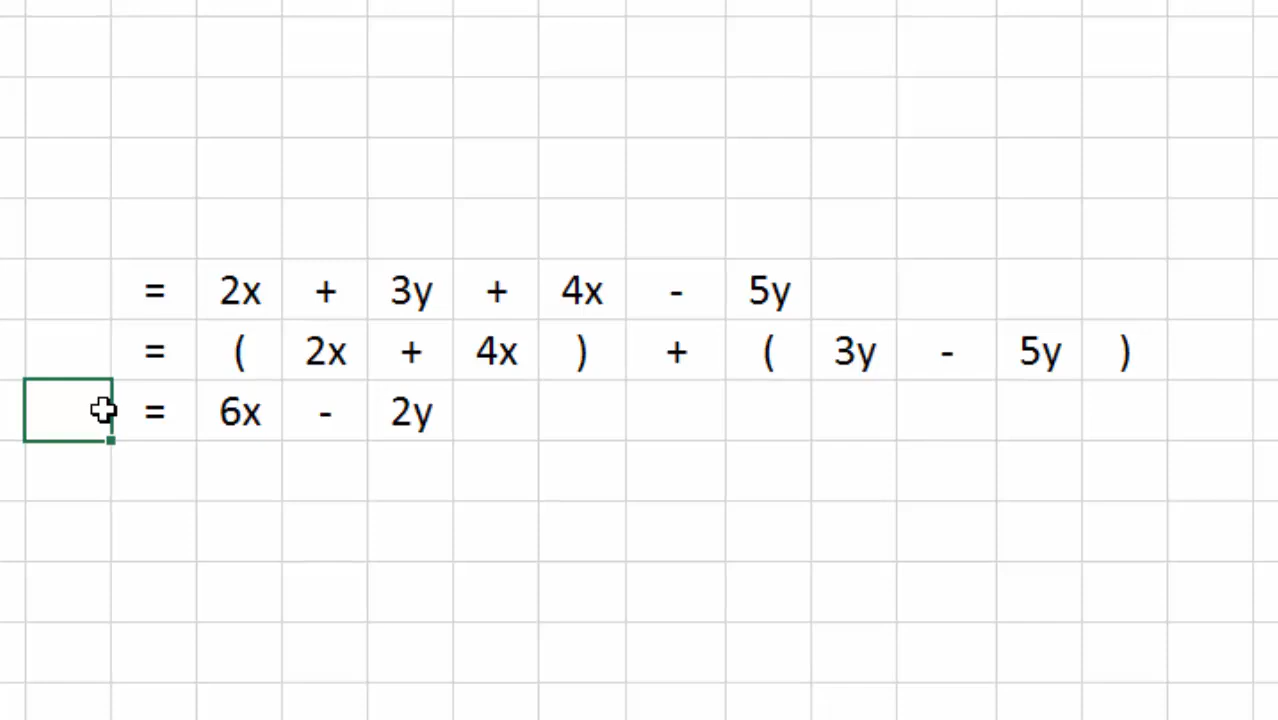 = 2x + 3y + 4x - 5y
= ( 2x + 4x ) + ( 3y - 5y )
= 6x - 2y